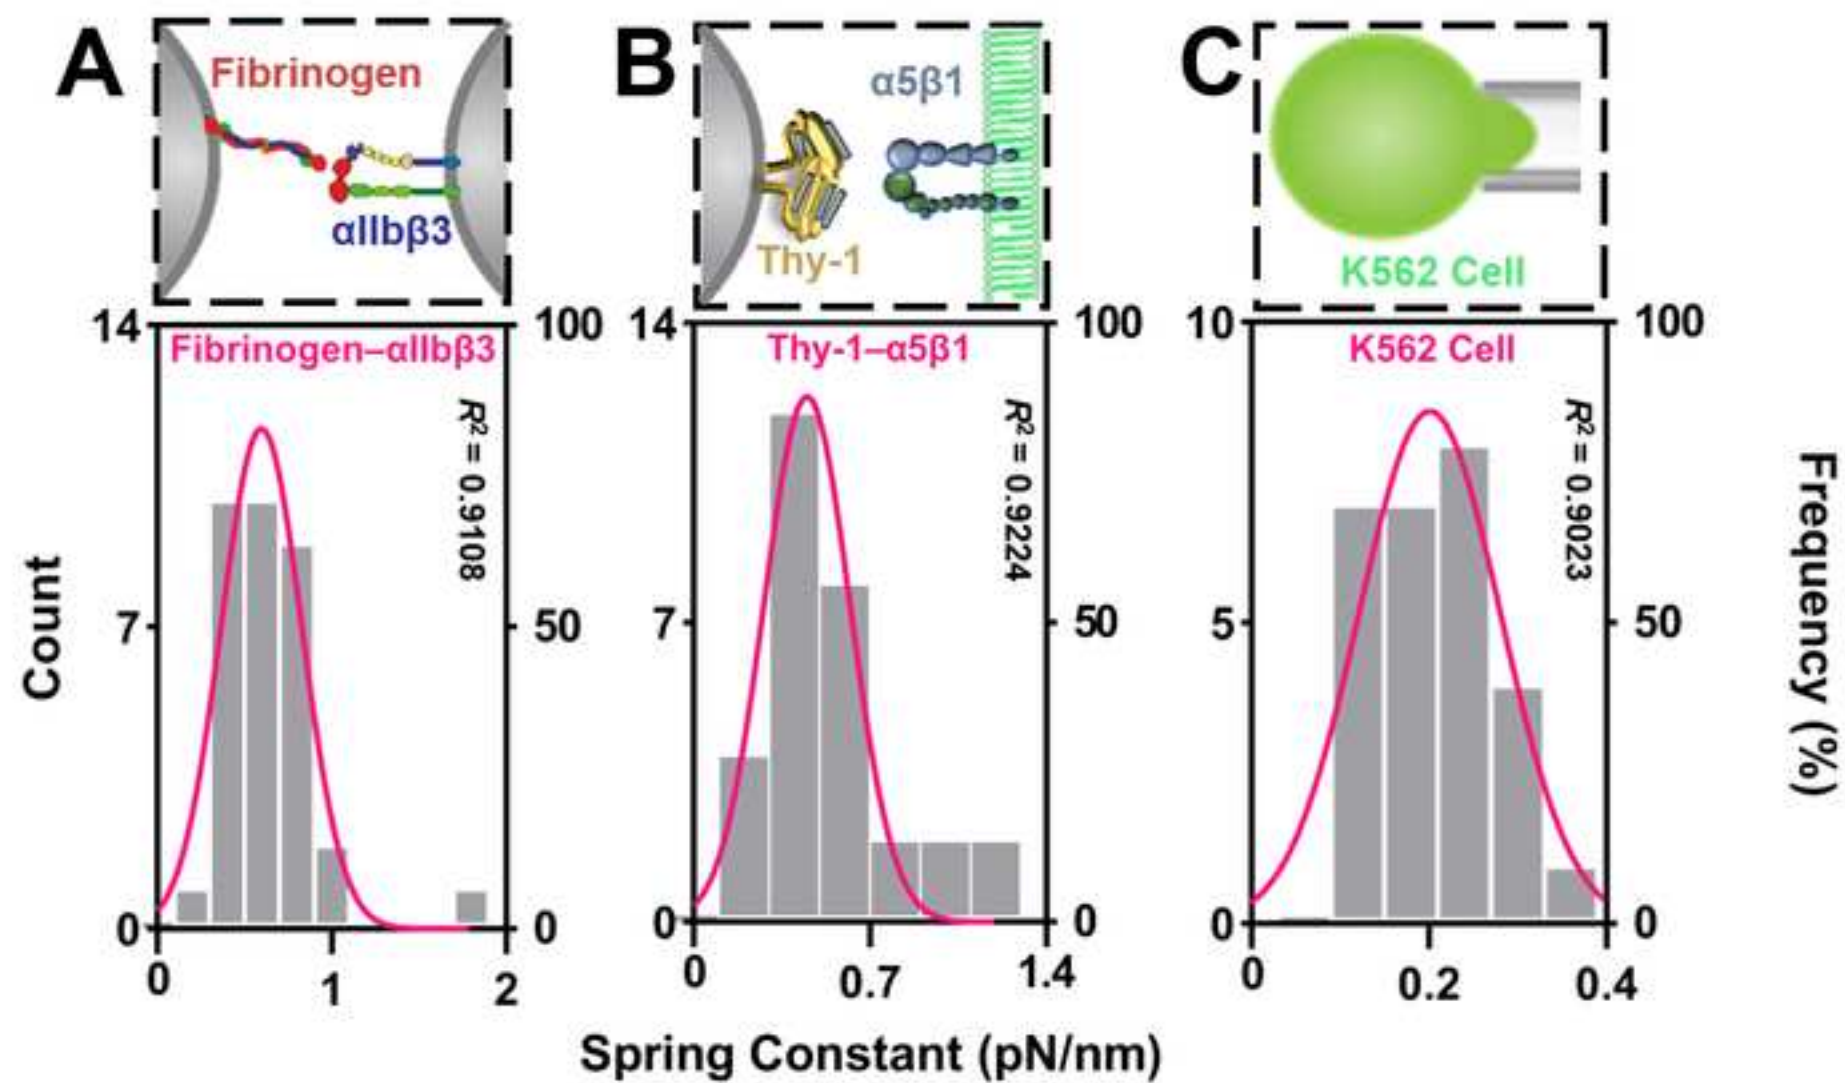 A
Fibrinogen
αIIbβ3
B
α5β1
Thy-1
C
K562 Cell
14
100
Fibrinogen–αIIbβ3
R² = 0.9108
7
50
0
0
0
1
2
14
100
Thy-1–α5β1
R² = 0.9224
7
50
0
0
0
0.7
1.4
10
100
K562 Cell
R² = 0.9023
5
50
0
0
0
0.2
0.4
Count
Frequency (%)
Spring Constant (pN/nm)